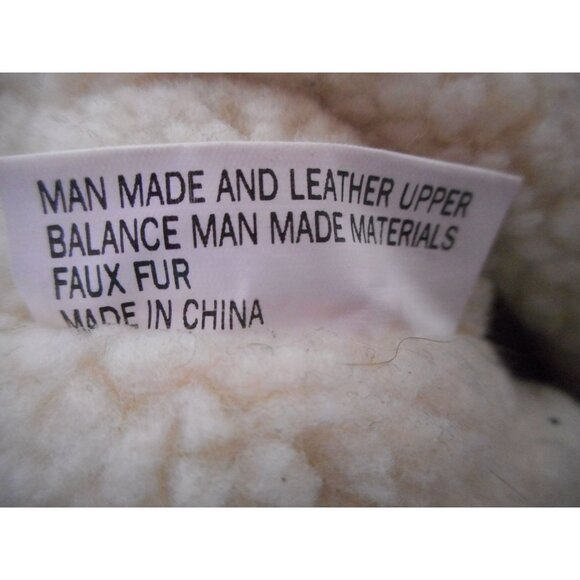 MAN MADE AND LEATHER UPPER
BALANCE MAN MADE MATERIALS
FAUX FUR
MADE IN CHINA